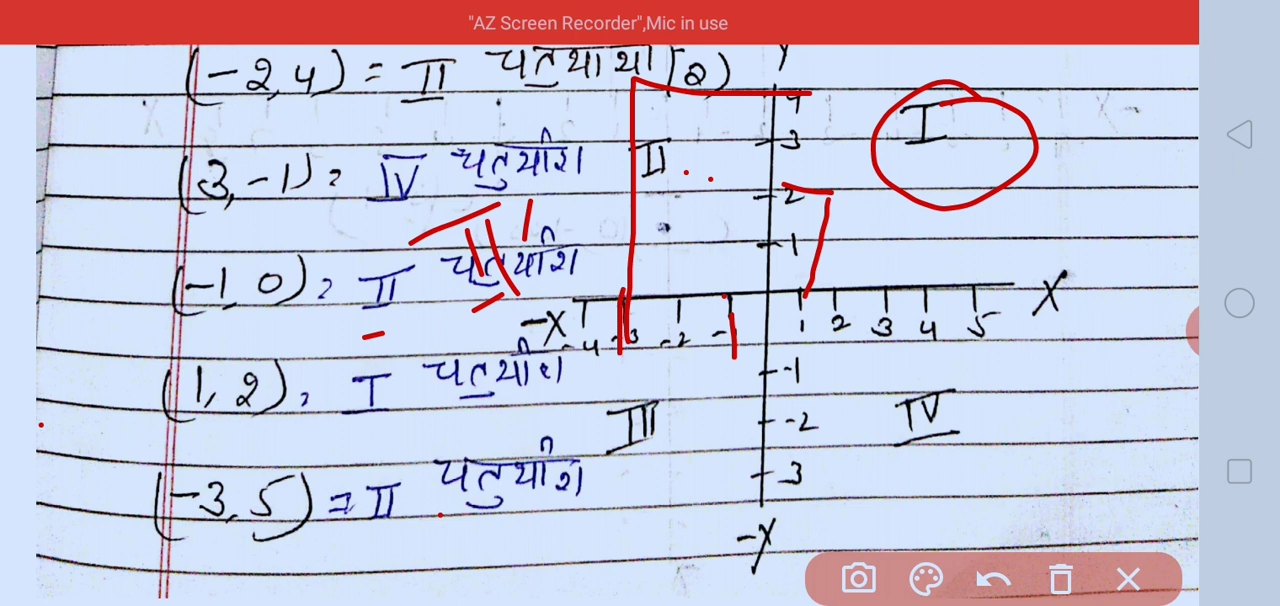 "AZ Screen Recorder",Mic in use
(-2,4) = II चतुर्याया (2)
(3,-1) = IV चतुर्यांश
(-1,0) = II चतुर्यांश
(1,2) = I चतुर्यांश
(-3,5) = II चतुर्यांश
Y
4
3
2
1
-X -4 -3 -2 -1 1 2 3 4 5 X
-1
-2
-3
-Y
II I
III IV